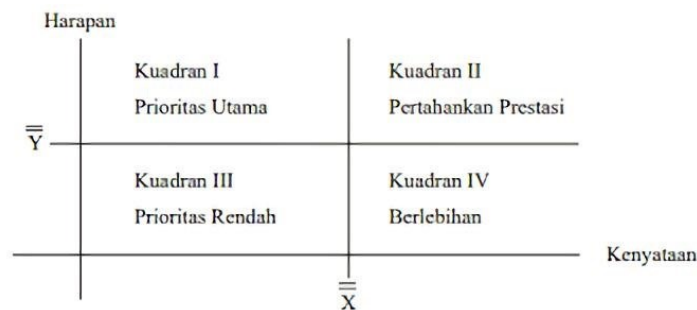 Harapan
Kuadran I
Prioritas Utama
Kuadran II
Pertahankan Prestasi
Y
Kuadran III
Prioritas Rendah
Kuadran IV
Berlebihan
Kenyataan
X